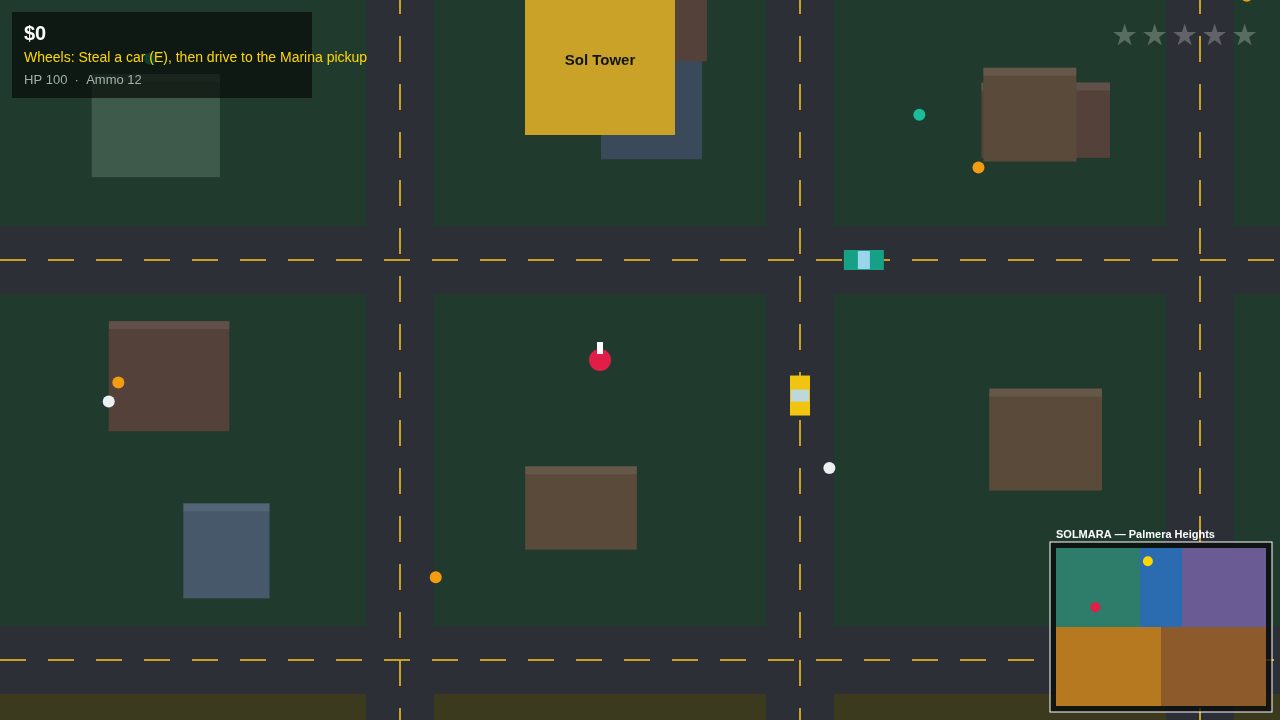 $0
Wheels: Steal a car (E), then drive to the Marina pickup
HP 100 · Ammo 12
Sol Tower
★ ★ ★ ★ ★
SOLMARA — Palmera Heights